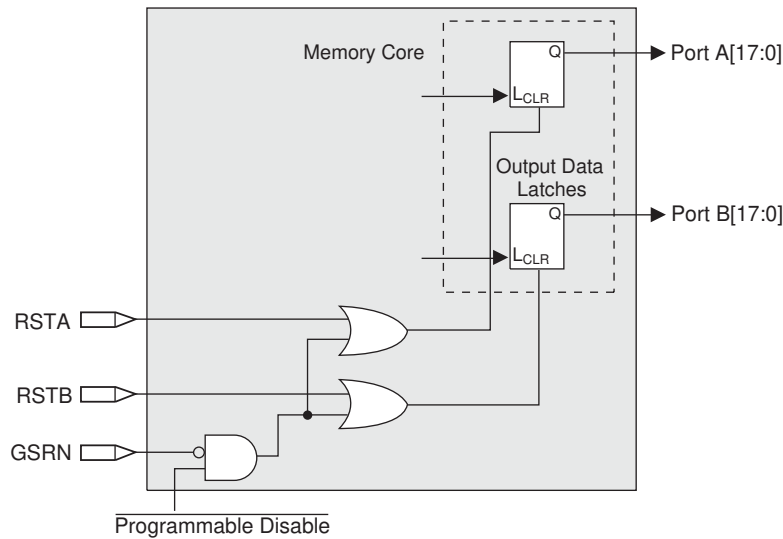 Memory Core
Q
Port A[17:0]
LCLR
Output Data
Latches
Q
Port B[17:0]
LCLR
RSTA
RSTB
GSRN
Programmable Disable